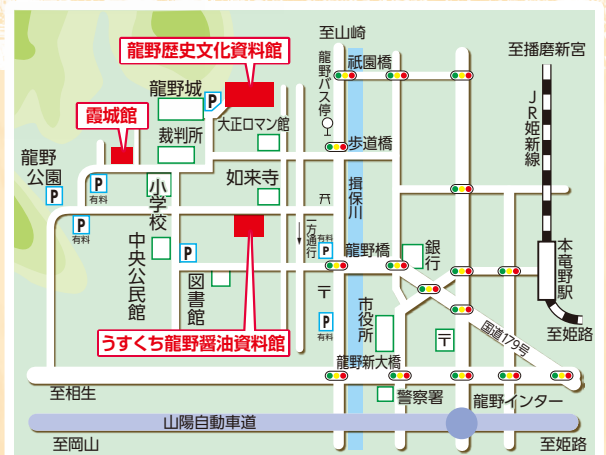 至山崎
龍野歴史文化資料館
祇園橋
至播磨新宮
龍野バス停
龍野城
P
JR姫新線
霞城館
大正ロマン館
裁判所
歩道橋
龍野
公園
P
有料
小学校
如来寺
揖保川
P
P
有料
一方通行
有料
P
龍野橋
銀行
本竜野駅
中央公民館
P
図書館
〒
P
有料
市役所
〒
国道179号
至姫路
うすくち龍野醤油資料館
龍野新大橋
至相生
警察署
龍野インター
山陽自動車道
至岡山
至姫路